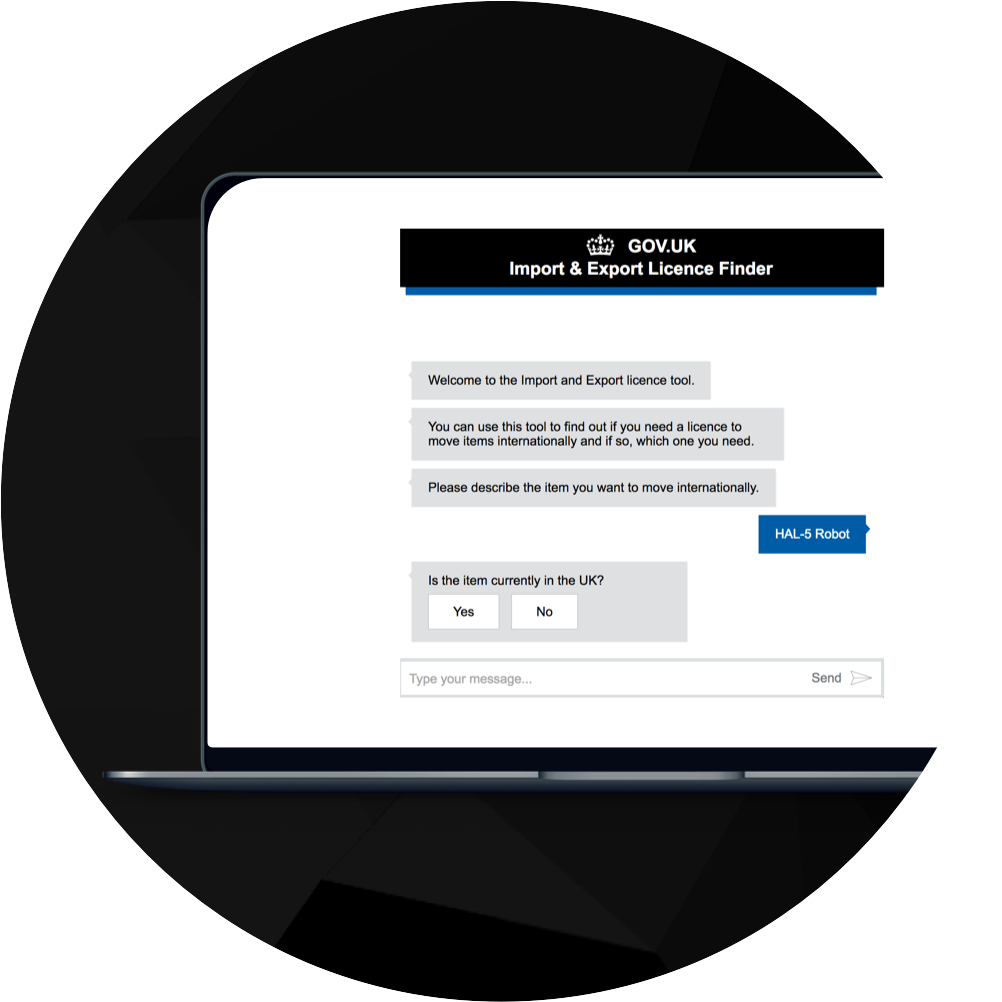 GOV.UK
Import & Export Licence Finder
Welcome to the Import and Export licence tool.
You can use this tool to find out if you need a licence to
move items internationally and if so, which one you need.
Please describe the item you want to move internationally.
HAL-5 Robot
Is the item currently in the UK?
Yes No
Type your message... Send